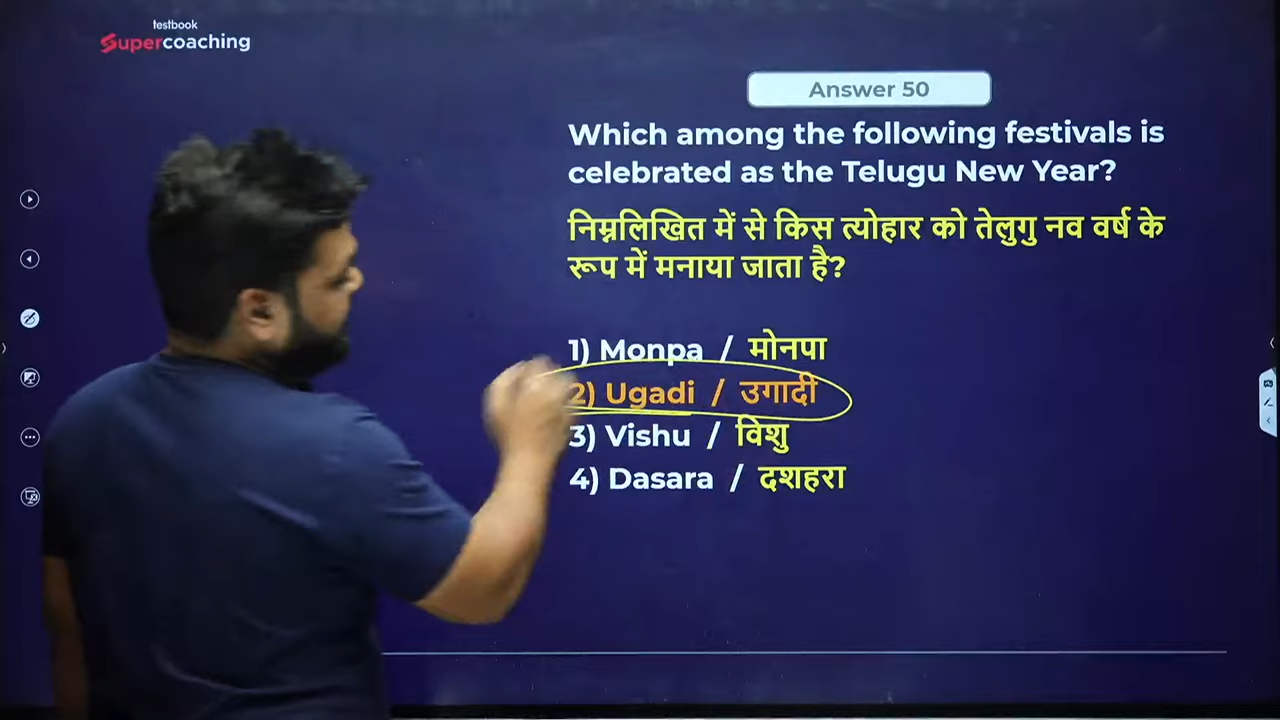 testbook
Supercoaching
Answer 50
Which among the following festivals is
celebrated as the Telugu New Year?
निम्नलिखित में से किस त्योहार को तेलुगु नव वर्ष के
रूप में मनाया जाता है?
1) Monpa / मोनपा
2) Ugadi / उगादी
3) Vishu / विशु
4) Dasara / दशहरा